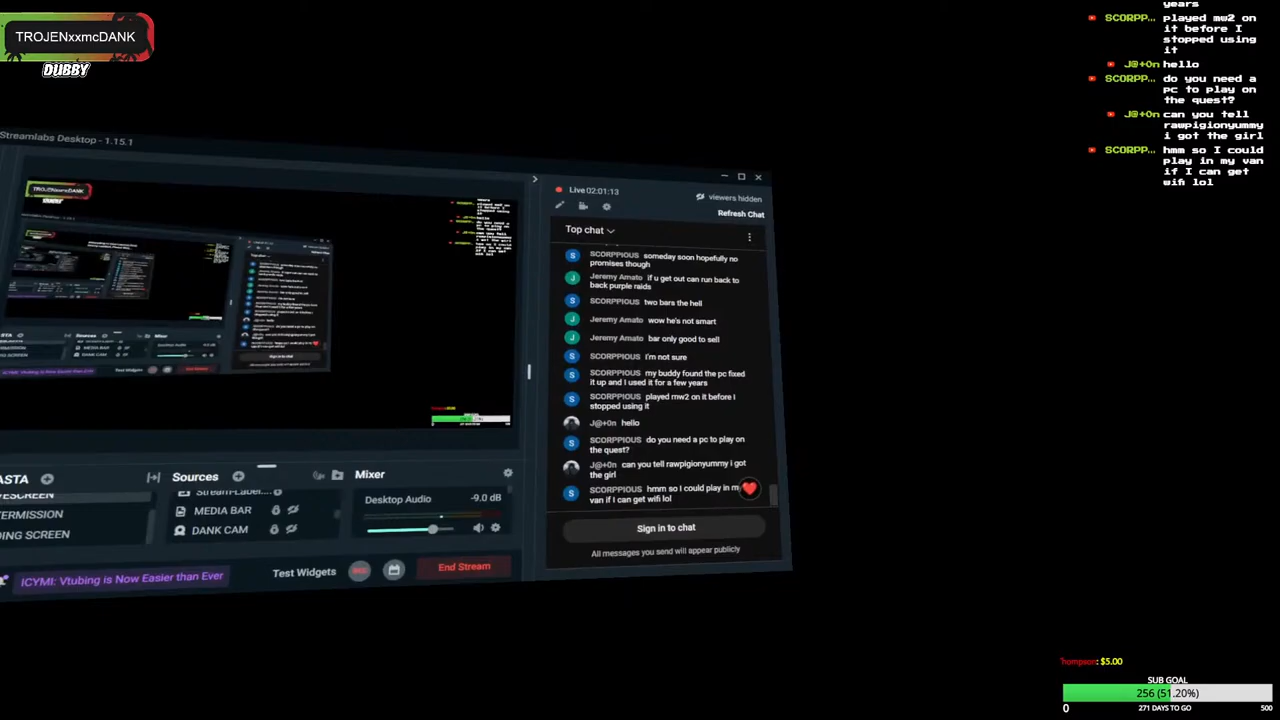 TROJENxxmcDANK
DUBBY
years
SCORPP... played mw2 on
it before I
stopped using
it
J@+0n hello
SCORPP... do you need a
pc to play on
the quest?
J@+0n can you tell
rawpigionyummy
i got the girl
SCORPP... hmm so I could
play in my van
if I can get
wifi lol
Streamlabs Desktop - 1.15.1
Live 02:01:13
viewers hidden
Refresh Chat
Top chat
SCORPPIOUS someday soon hopefully no
promises though
Jeremy Amato if u get out can run back to
back purple raids
SCORPPIOUS two bars the hell
Jeremy Amato wow he's not smart
Jeremy Amato bar only good to sell
SCORPPIOUS I'm not sure
SCORPPIOUS my buddy found the pc fixed
it up and I used it for a few years
SCORPPIOUS played mw2 on it before I
stopped using it
J@+0n hello
SCORPPIOUS do you need a pc to play on
the quest?
J@+0n can you tell rawpigionyummy i got
the girl
SCORPPIOUS hmm so I could play in m
van if I can get wifi lol
Sign in to chat
All messages you send will appear publicly
ASTA
Sources
Mixer
VESCREEN
Stream-Label...
TERMISSION
MEDIA BAR
DING SCREEN
DANK CAM
Desktop Audio
-9.0 dB
ICYMI: Vtubing is Now Easier than Ever
Test Widgets
REC
End Stream
Thompson: $5.00
SUB GOAL
256 (51.20%)
0
271 DAYS TO GO
500